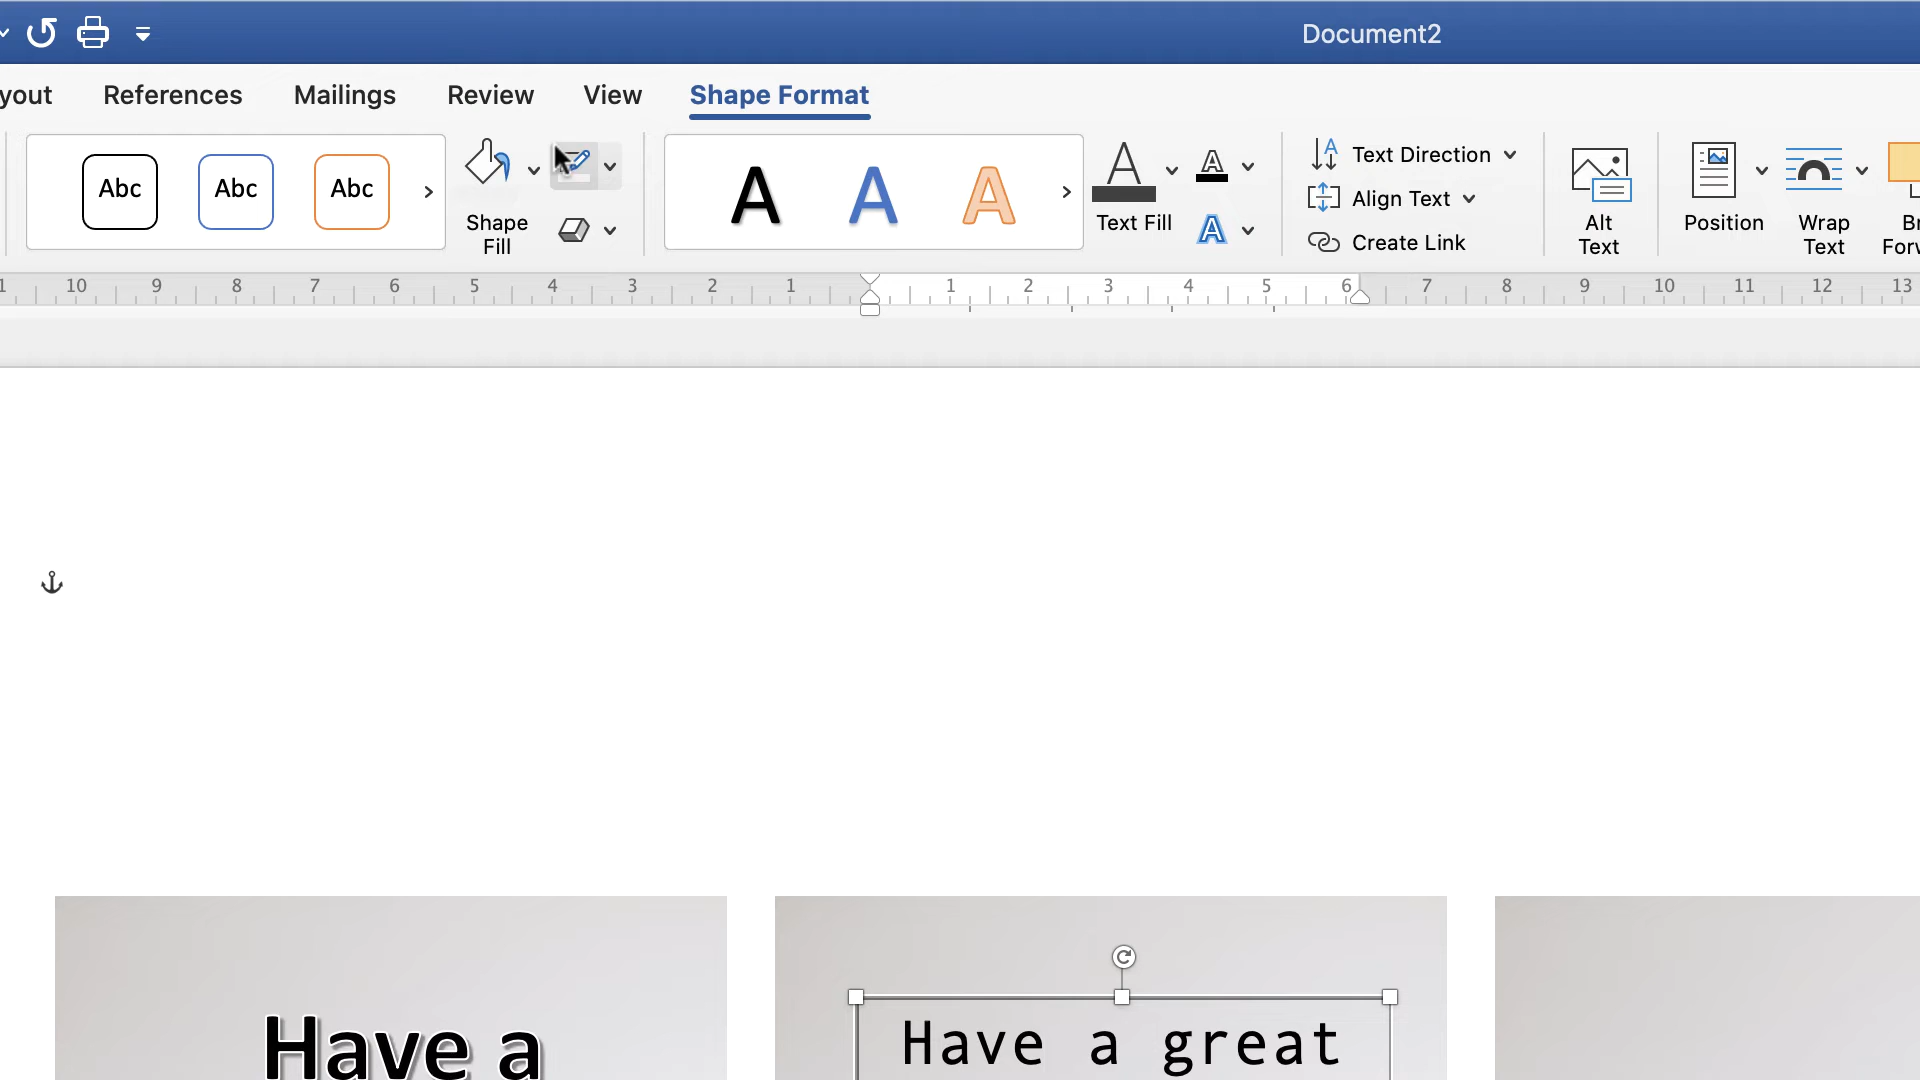 Document2
yout References Mailings Review View Shape Format
Abc Abc Abc
Shape
Fill
A A A
Text Fill
Text Direction
Align Text
Create Link
Alt
Text
Position
Wrap
Text
10 9 8 7 6 5 4 3 2 1 1 2 3 4 5 6 7 8 9 10 11 12 13
Have a
Have a great